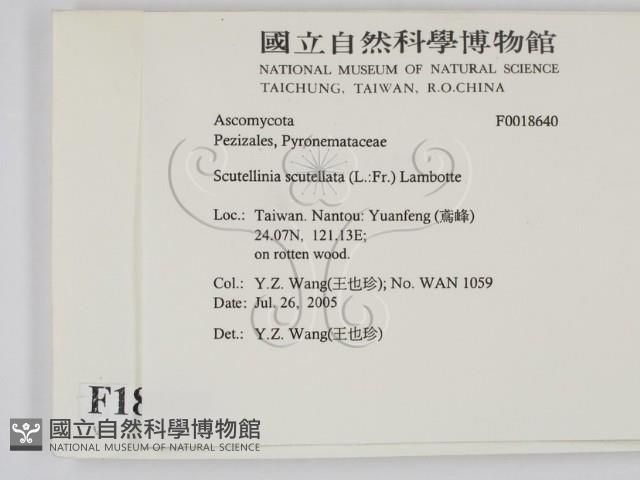 國立自然科學博物館
NATIONAL MUSEUM OF NATURAL SCIENCE
TAICHUNG, TAIWAN, R.O.CHINA
Ascomycota F0018640
Pezizales, Pyronemataceae
Scutellinia scutellata (L.:Fr.) Lambotte
Loc.: Taiwan. Nantou: Yuanfeng (鳶峰)
24.07N, 121.13E;
on rotten wood.
Col.: Y.Z. Wang(王也珍); No. WAN 1059
Date: Jul. 26, 2005
Det.: Y.Z. Wang(王也珍)
F18
國立自然科學博物館
NATIONAL MUSEUM OF NATURAL SCIENCE